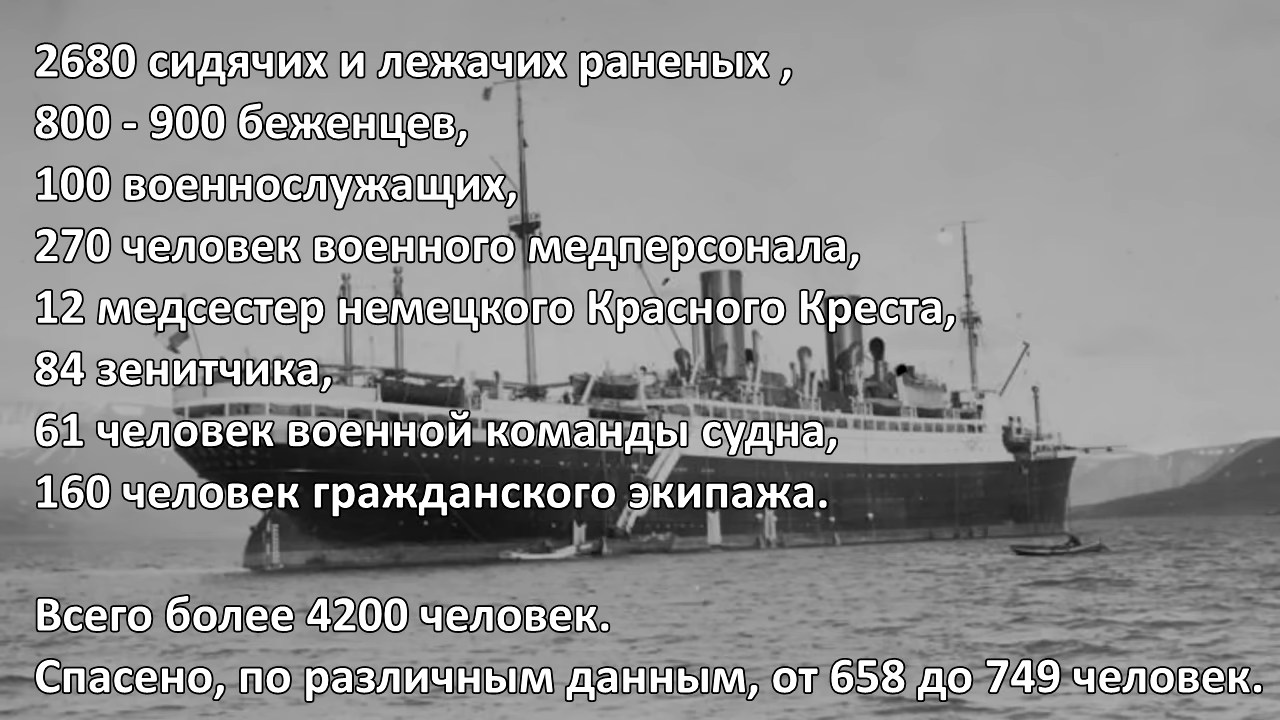 2680 сидячих и лежачих раненых ,
800 - 900 беженцев,
100 военнослужащих,
270 человек военного медперсонала,
12 медсестер немецкого Красного Креста,
84 зенитчика,
61 человек военной команды судна,
160 человек гражданского экипажа.
Всего более 4200 человек.
Спасено, по различным данным, от 658 до 749 человек.